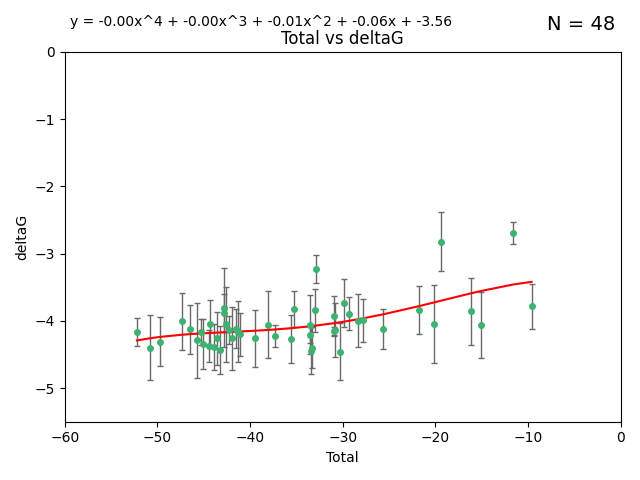 y = -0.00x^4 + -0.00x^3 + -0.01x^2 + -0.06x + -3.56
N = 48
Total vs deltaG
0
−1
−2
−3
−4
−5
deltaG
−60 −50 −40 −30 −20 −10 0
Total